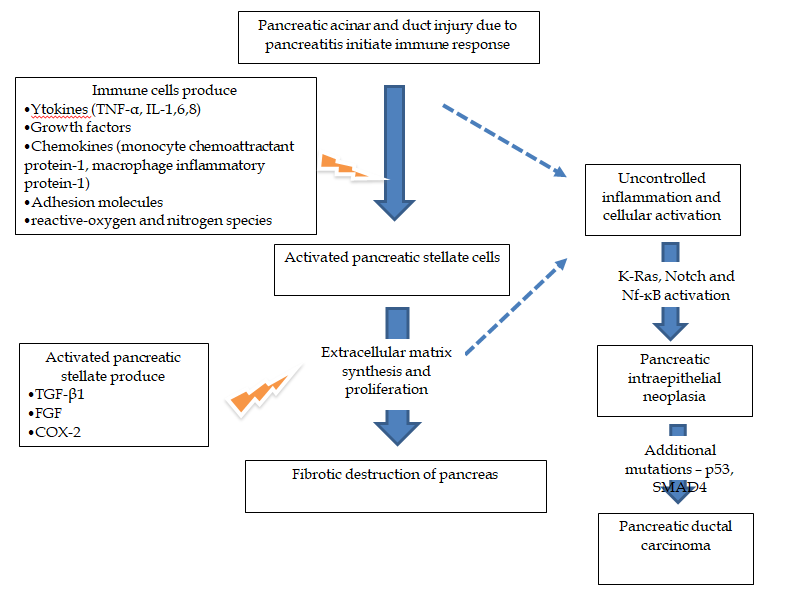 Pancreatic acinar and duct injury due to
pancreatitis initiate immune response
Immune cells produce
•Ytokines (TNF-α, IL-1,6,8)
•Growth factors
•Chemokines (monocyte chemoattractant
protein-1, macrophage inflammatory
protein-1)
•Adhesion molecules
•reactive-oxygen and nitrogen species
Activated pancreatic stellate cells
Activated pancreatic
stellate produce
•TGF-β1
•FGF
•COX-2
Extracellular matrix
synthesis and
proliferation
Fibrotic destruction of pancreas
Uncontrolled
inflammation and
cellular activation
K-Ras, Notch and
Nf-κB activation
Pancreatic
intraepithelial
neoplasia
Additional
mutations – p53,
SMAD4
Pancreatic ductal
carcinoma